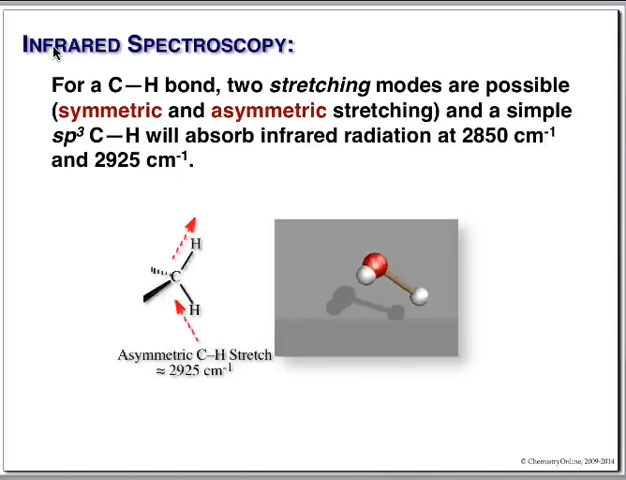 INFRARED SPECTROSCOPY:
For a C—H bond, two stretching modes are possible
(symmetric and asymmetric stretching) and a simple
sp³ C—H will absorb infrared radiation at 2850 cm⁻¹
and 2925 cm⁻¹.
H
C
H
Asymmetric C–H Stretch
≈ 2925 cm⁻¹
© ChemistryOnline, 2009-2014